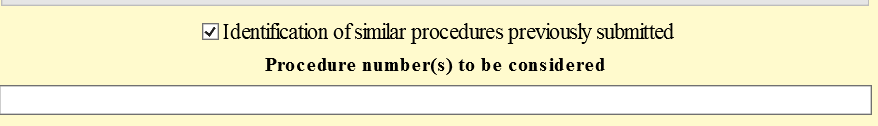 Identification of similar procedures previously submitted
Procedure number(s) to be considered